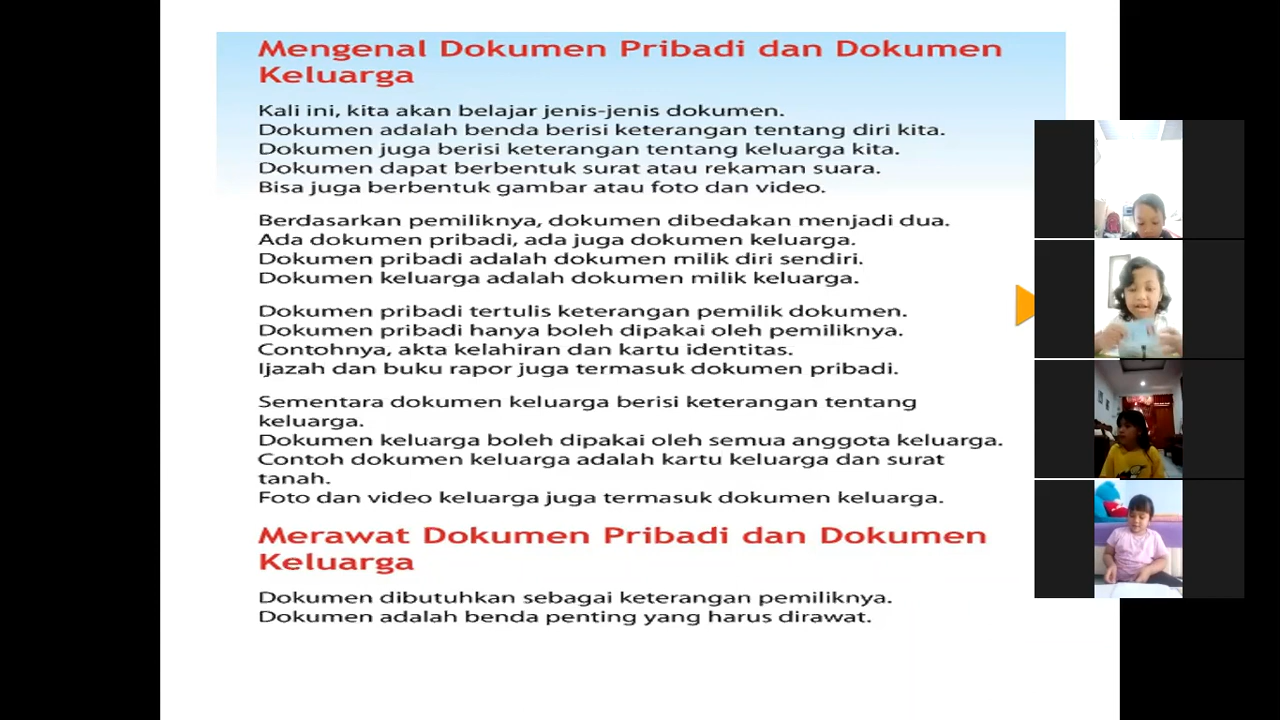 Mengenal Dokumen Pribadi dan Dokumen
Keluarga
Kali ini, kita akan belajar jenis-jenis dokumen.
Dokumen adalah benda berisi keterangan tentang diri kita.
Dokumen juga berisi keterangan tentang keluarga kita.
Dokumen dapat berbentuk surat atau rekaman suara.
Bisa juga berbentuk gambar atau foto dan video.
Berdasarkan pemiliknya, dokumen dibedakan menjadi dua.
Ada dokumen pribadi, ada juga dokumen keluarga.
Dokumen pribadi adalah dokumen milik diri sendiri.
Dokumen keluarga adalah dokumen milik keluarga.
Dokumen pribadi tertulis keterangan pemilik dokumen.
Dokumen pribadi hanya boleh dipakai oleh pemiliknya.
Contohnya, akta kelahiran dan kartu identitas.
Ijazah dan buku rapor juga termasuk dokumen pribadi.
Sementara dokumen keluarga berisi keterangan tentang
keluarga.
Dokumen keluarga boleh dipakai oleh semua anggota keluarga.
Contoh dokumen keluarga adalah kartu keluarga dan surat
tanah.
Foto dan video keluarga juga termasuk dokumen keluarga.
Merawat Dokumen Pribadi dan Dokumen
Keluarga
Dokumen dibutuhkan sebagai keterangan pemiliknya.
Dokumen adalah benda penting yang harus dirawat.